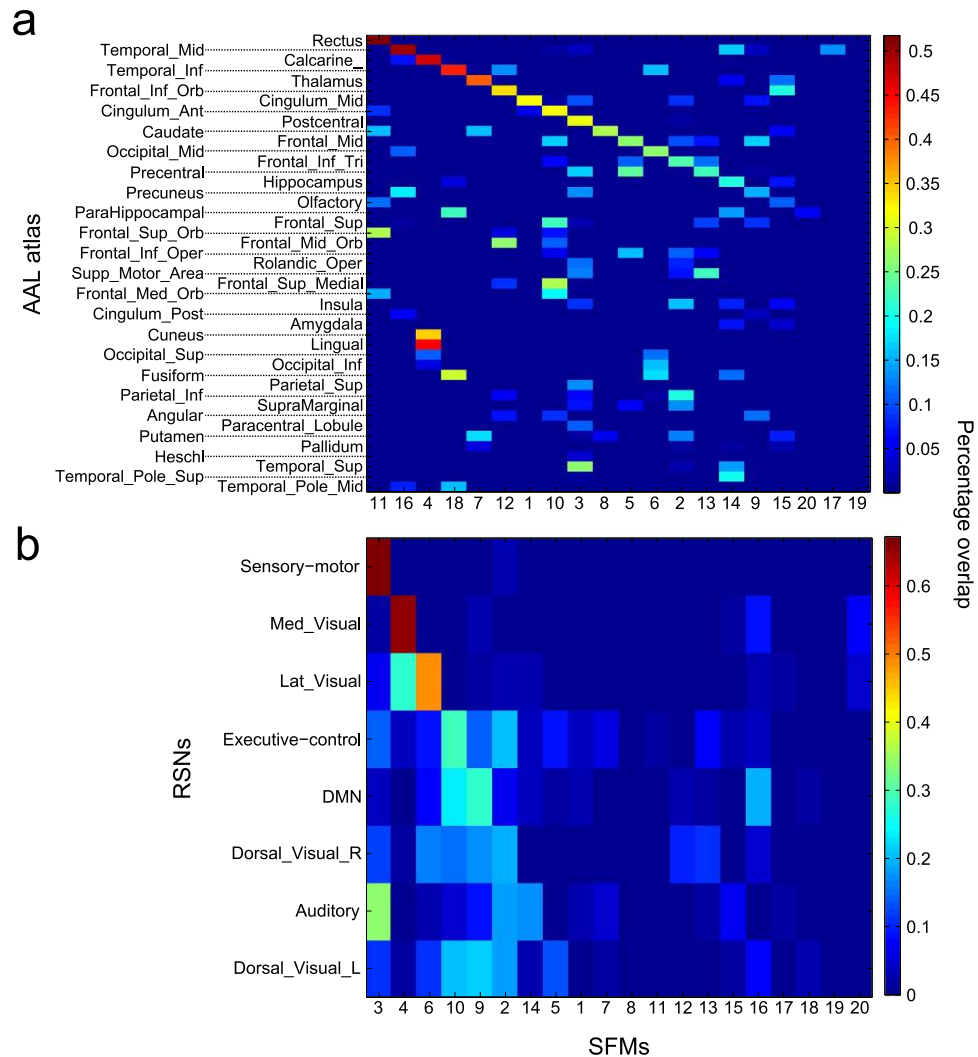 a
Rectus
Temporal_Mid
Calcarine_
Temporal_Inf
Thalamus
Frontal_Inf_Orb
Cingulum_Mid
Cingulum_Ant
Postcentral
Caudate
Frontal_Mid
Occipital_Mid
Frontal_Inf_Tri
Precentral
Hippocampus
Precuneus
Olfactory
ParaHippocampal
Frontal_Sup
Frontal_Sup_Orb
Frontal_Mid_Orb
Frontal_Inf_Oper
Rolandic_Oper
Supp_Motor_Area
Frontal_Sup_Medial
Frontal_Med_Orb
Insula
Cingulum_Post
Amygdala
Cuneus
Lingual
Occipital_Sup
Occipital_Inf
Fusiform
Parietal_Sup
Parietal_Inf
SupraMarginal
Angular
Paracentral_Lobule
Putamen
Pallidum
Heschl
Temporal_Sup
Temporal_Pole_Sup
Temporal_Pole_Mid
AAL atlas
11 16 4 18 7 12 1 10 3 8 5 6 2 13 14 9 15 20 17 19
0.5
0.45
0.4
0.35
0.3
0.25
0.2
0.15
0.1
0.05
Percentage overlap
b
Sensory-motor
Med_Visual
Lat_Visual
Executive-control
DMN
Dorsal_Visual_R
Auditory
Dorsal_Visual_L
RSNs
3 4 6 10 9 2 14 5 1 7 8 11 12 13 15 16 17 18 19 20
SFMs
0.6
0.5
0.4
0.3
0.2
0.1
0